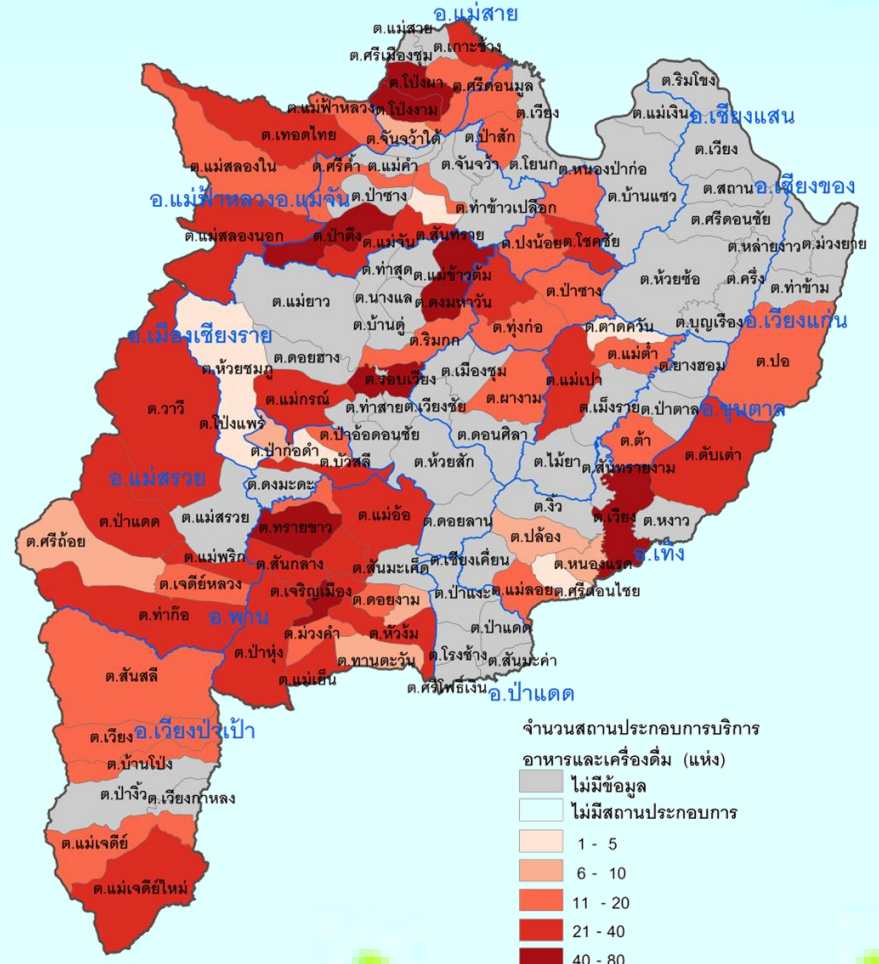 อ.แม่สาย
ต.แม่สวย
ต.เกาะช้าง
ต.ศรีเมืองชุม
ต.โป่งผา
ต.ศรีดอนมูล
ต.ริมโขง
ต.แม่ฟ้าหลวง
ต.โป่งงาม
ต.เวียง
ต.แม่เงิน
อ.เชียงแสน
ต.เทอดไทย
ต.จันจว้าใต้
ต.ป่าสัก
ต.เวียง
ต.แม่สลองใน
ต.ศรีค้ำ
ต.แม่คำ
ต.จันจว้า
ต.โยนก
ต.หนองป่าก่อ
ต.สถาน
อ.เชียงของ
อ.แม่ฟ้าหลวง
อ.แม่จัน
ต.ป่าซาง
ต.ท่าข้าวเปลือก
ต.บ้านแซว
ต.ศรีดอนชัย
ต.แม่สลองนอก
ต.ป่าตึง
ต.แม่จัน
ต.สันทราย
ต.ปงน้อย
ต.โชคชัย
ต.หล่ายงาว
ต.ม่วงยาย
ต.ท่าสุด
ต.แม่ข้าวต้ม
ต.ห้วยซ้อ
ต.ครึ่ง
ต.ท่าข้าม
ต.แม่ยาว
ต.นางแล
ต.ดงมหาวัน
ต.ป่าซาง
ต.บ้านดู่
ต.ทุ่งก่อ
ต.ตาดควัน
ต.บุญเรือง
อ.เวียงแก่น
อ.เมืองเชียงราย
ต.ริมกก
ต.ดอยฮาง
ต.แม่ต๋ำ
ต.ยางฮอม
ต.ปอ
ต.ห้วยชมภู
ต.รอบเวียง
ต.เมืองชุม
ต.แม่เปา
ต.วาวี
ต.แม่กรณ์
ต.ท่าสาย
ต.เวียงชัย
ต.ผางาม
ต.เม็งราย
ต.ป่าตาล
อ.ขุนตาล
ต.โป่งแพร่
ต.ป่าอ้อดอนชัย
ต.ดอนศิลา
ต.ต้า
ต.ป่าก่อดำ
ต.บัวสลี
ต.ห้วยสัก
ต.ไม้ยา
ต.สันทรายงาม
ต.ตับเต่า
อ.แม่สรวย
ต.ดงมะดะ
ต.ป่าแดด
ต.แม่สรวย
ต.ทรายขาว
ต.แม่อ้อ
ต.ดอยลาน
ต.งิ้ว
ต.เวียง
ต.หงาว
ต.ศรีถ้อย
ต.ปล้อง
ต.แม่พริก
ต.สันกลาง
ต.สันมะเค็ด
ต.เชียงเคี่ยน
ต.หนองแรด
อ.เทิง
ต.เจดีย์หลวง
ต.เจริญเมือง
ต.ดอยงาม
ต.ป่าแงะ
ต.แม่ลอย
ต.ศรีดอนไชย
ต.ท่าก๊อ
อ.พาน
ต.ม่วงคำ
ต.หัวง้ม
ต.ป่าแดด
ต.ป่าหุ่ง
ต.ทานตะวัน
ต.โรงช้าง
ต.สันมะค่า
ต.สันสลี
ต.แม่เย็น
ต.ศรีโพธิ์เงิน
อ.ป่าแดด
ต.เวียง
อ.เวียงป่าเป้า
ต.บ้านโป่ง
ต.ป่างิ้ว
ต.เวียงกาหลง
ต.แม่เจดีย์
ต.แม่เจดีย์ใหม่
จำนวนสถานประกอบการบริการ
อาหารและเครื่องดื่ม (แห่ง)
ไม่มีข้อมูล
ไม่มีสถานประกอบการ
1 - 5
6 - 10
11 - 20
21 - 40
40 - 80